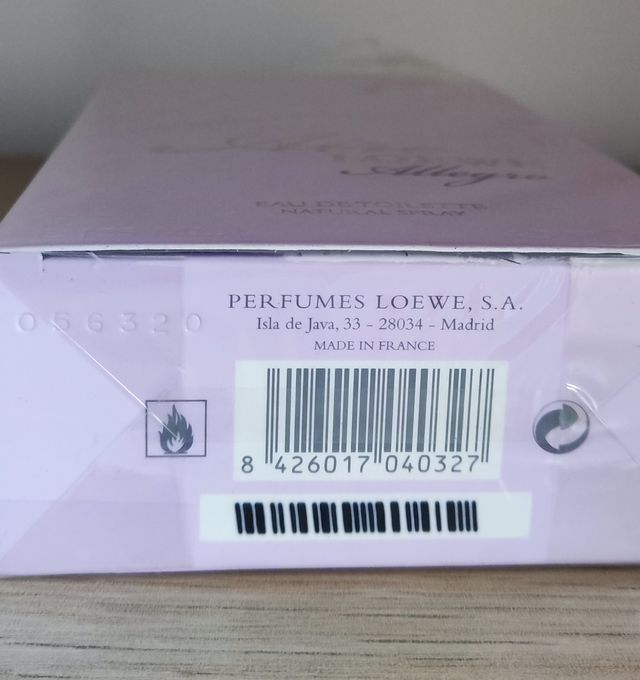 Allegro
EAU DE TOILETTE
NATURAL SPRAY
056320
PERFUMES LOEWE, S.A.
Isla de Java, 33 - 28034 - Madrid
MADE IN FRANCE
8 426017 040327